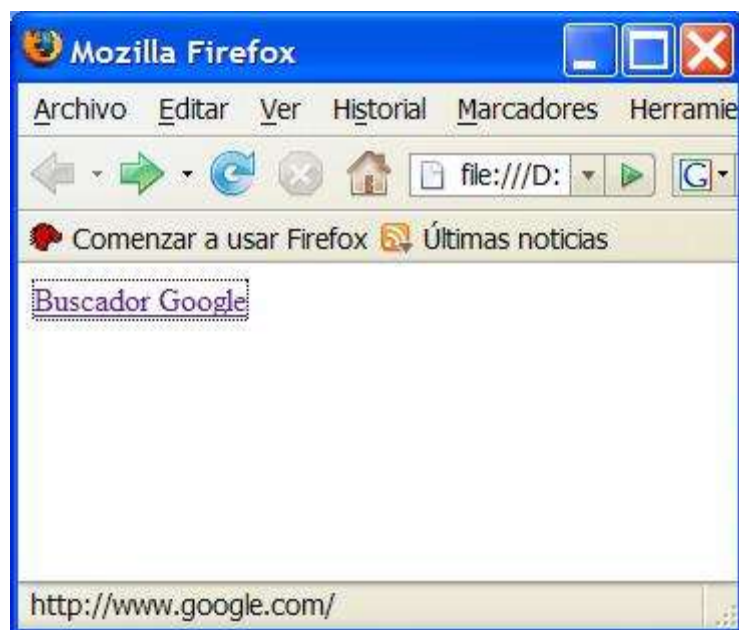 Mozilla Firefox
Archivo Editar Ver Historial Marcadores Herramie
file:///D: G
Comenzar a usar Firefox Últimas noticias
Buscador Google
http://www.google.com/